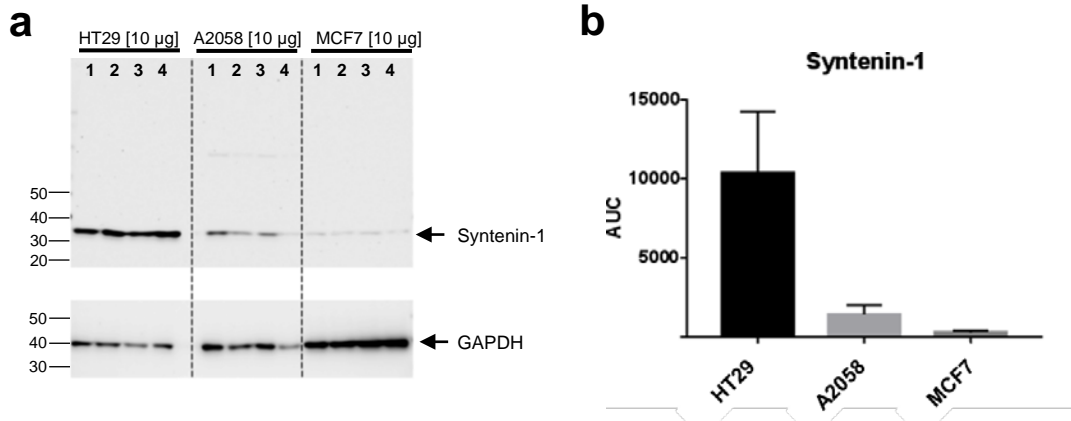 a
HT29 [10 µg] A2058 [10 µg] MCF7 [10 µg]
1 2 3 4 1 2 3 4 1 2 3 4
50
40
30
20
Syntenin-1
50
40
30
GAPDH
b
Syntenin-1
AUC
15000
10000
5000
HT29
A2058
MCF7